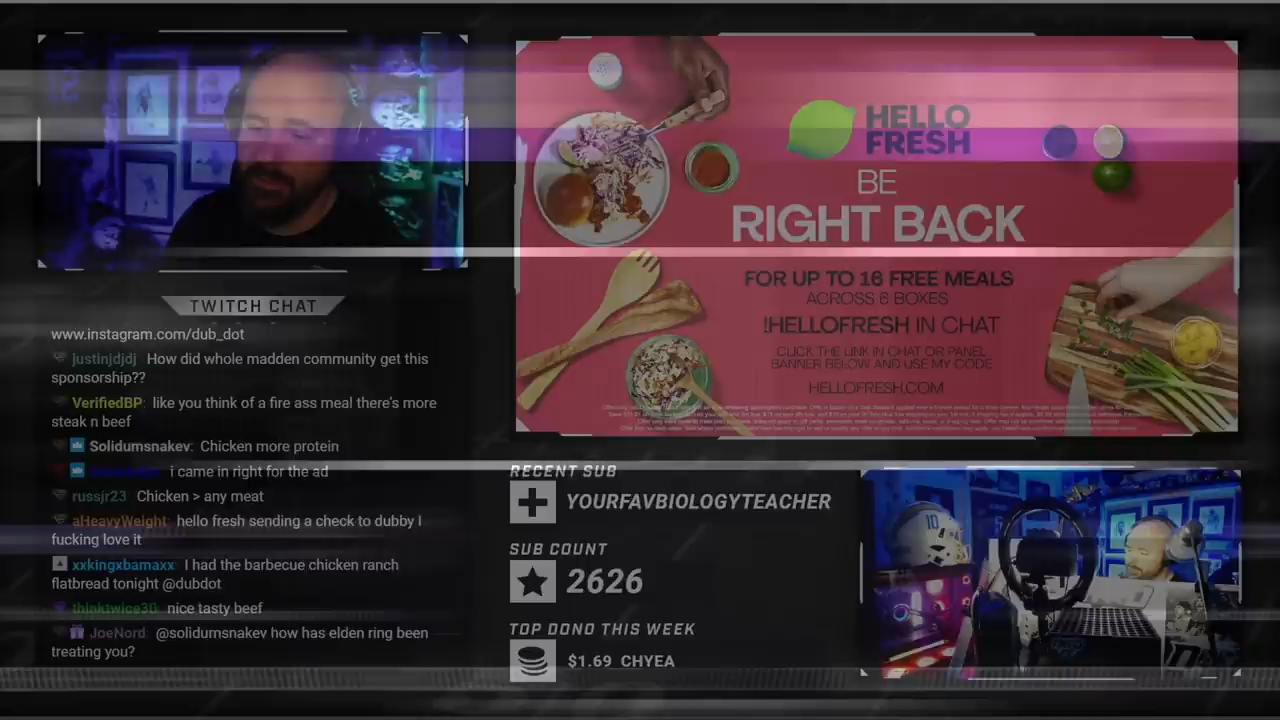 HELLO
FRESH
BE
RIGHT BACK
FOR UP TO 16 FREE MEALS
ACROSS 6 BOXES
!HELLOFRESH IN CHAT
CLICK THE LINK IN CHAT OR PANEL
BANNER BELOW AND USE MY CODE
HELLOFRESH.COM
TWITCH CHAT
www.instagram.com/dub_dot
justinjdjdj How did whole madden community get this
sponsorship??
VerifiedBP: like you think of a fire ass meal there's more
steak n beef
Solidumsnakev: Chicken more protein
i came in right for the ad
russjr23 Chicken > any meat
aHeavyWeight: hello fresh sending a check to dubby I
fucking love it
xxkingxbamaxx: I had the barbecue chicken ranch
flatbread tonight @dubdot
thinktwice30: nice tasty beef
JoeNord: @solidumsnakev how has elden ring been
treating you?
RECENT SUB
YOURFAVBIOLOGYTEACHER
SUB COUNT
2626
TOP DONO THIS WEEK
$1.69 CHYEA
10